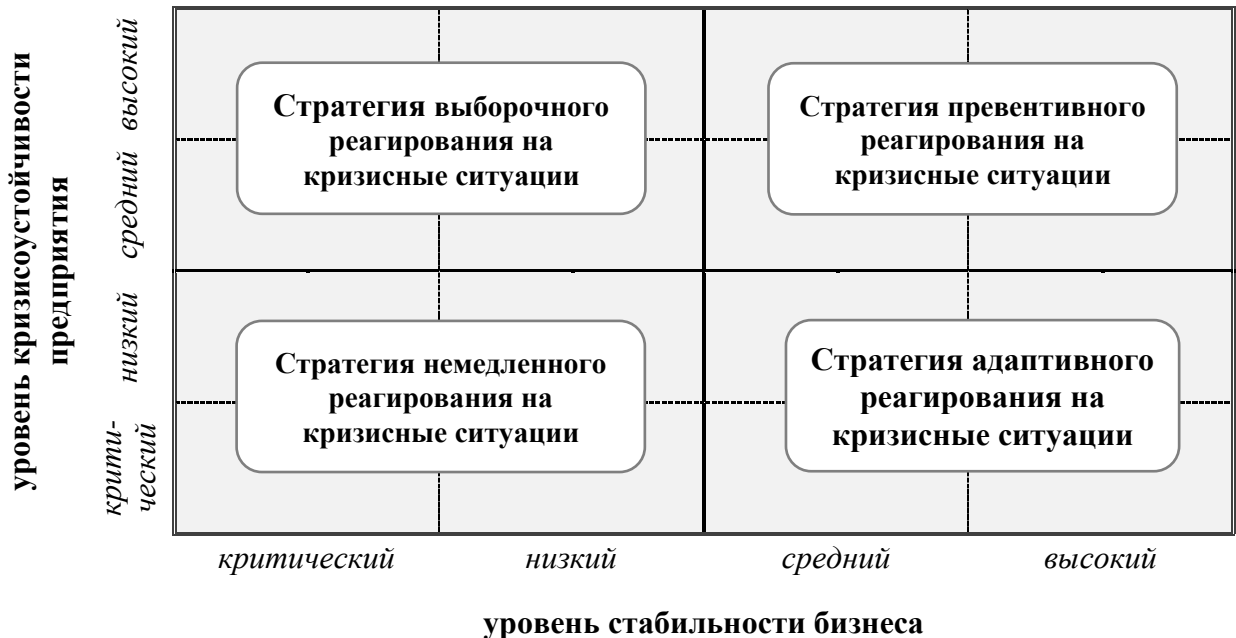 уровень кризисоустойчивости
предприятия
высокий
средний
низкий
крити-
ческий
Стратегия выборочного
реагирования на
кризисные ситуации
Стратегия превентивного
реагирования на
кризисные ситуации
Стратегия немедленного
реагирования на
кризисные ситуации
Стратегия адаптивного
реагирования на
кризисные ситуации
критический низкий средний высокий
уровень стабильности бизнеса